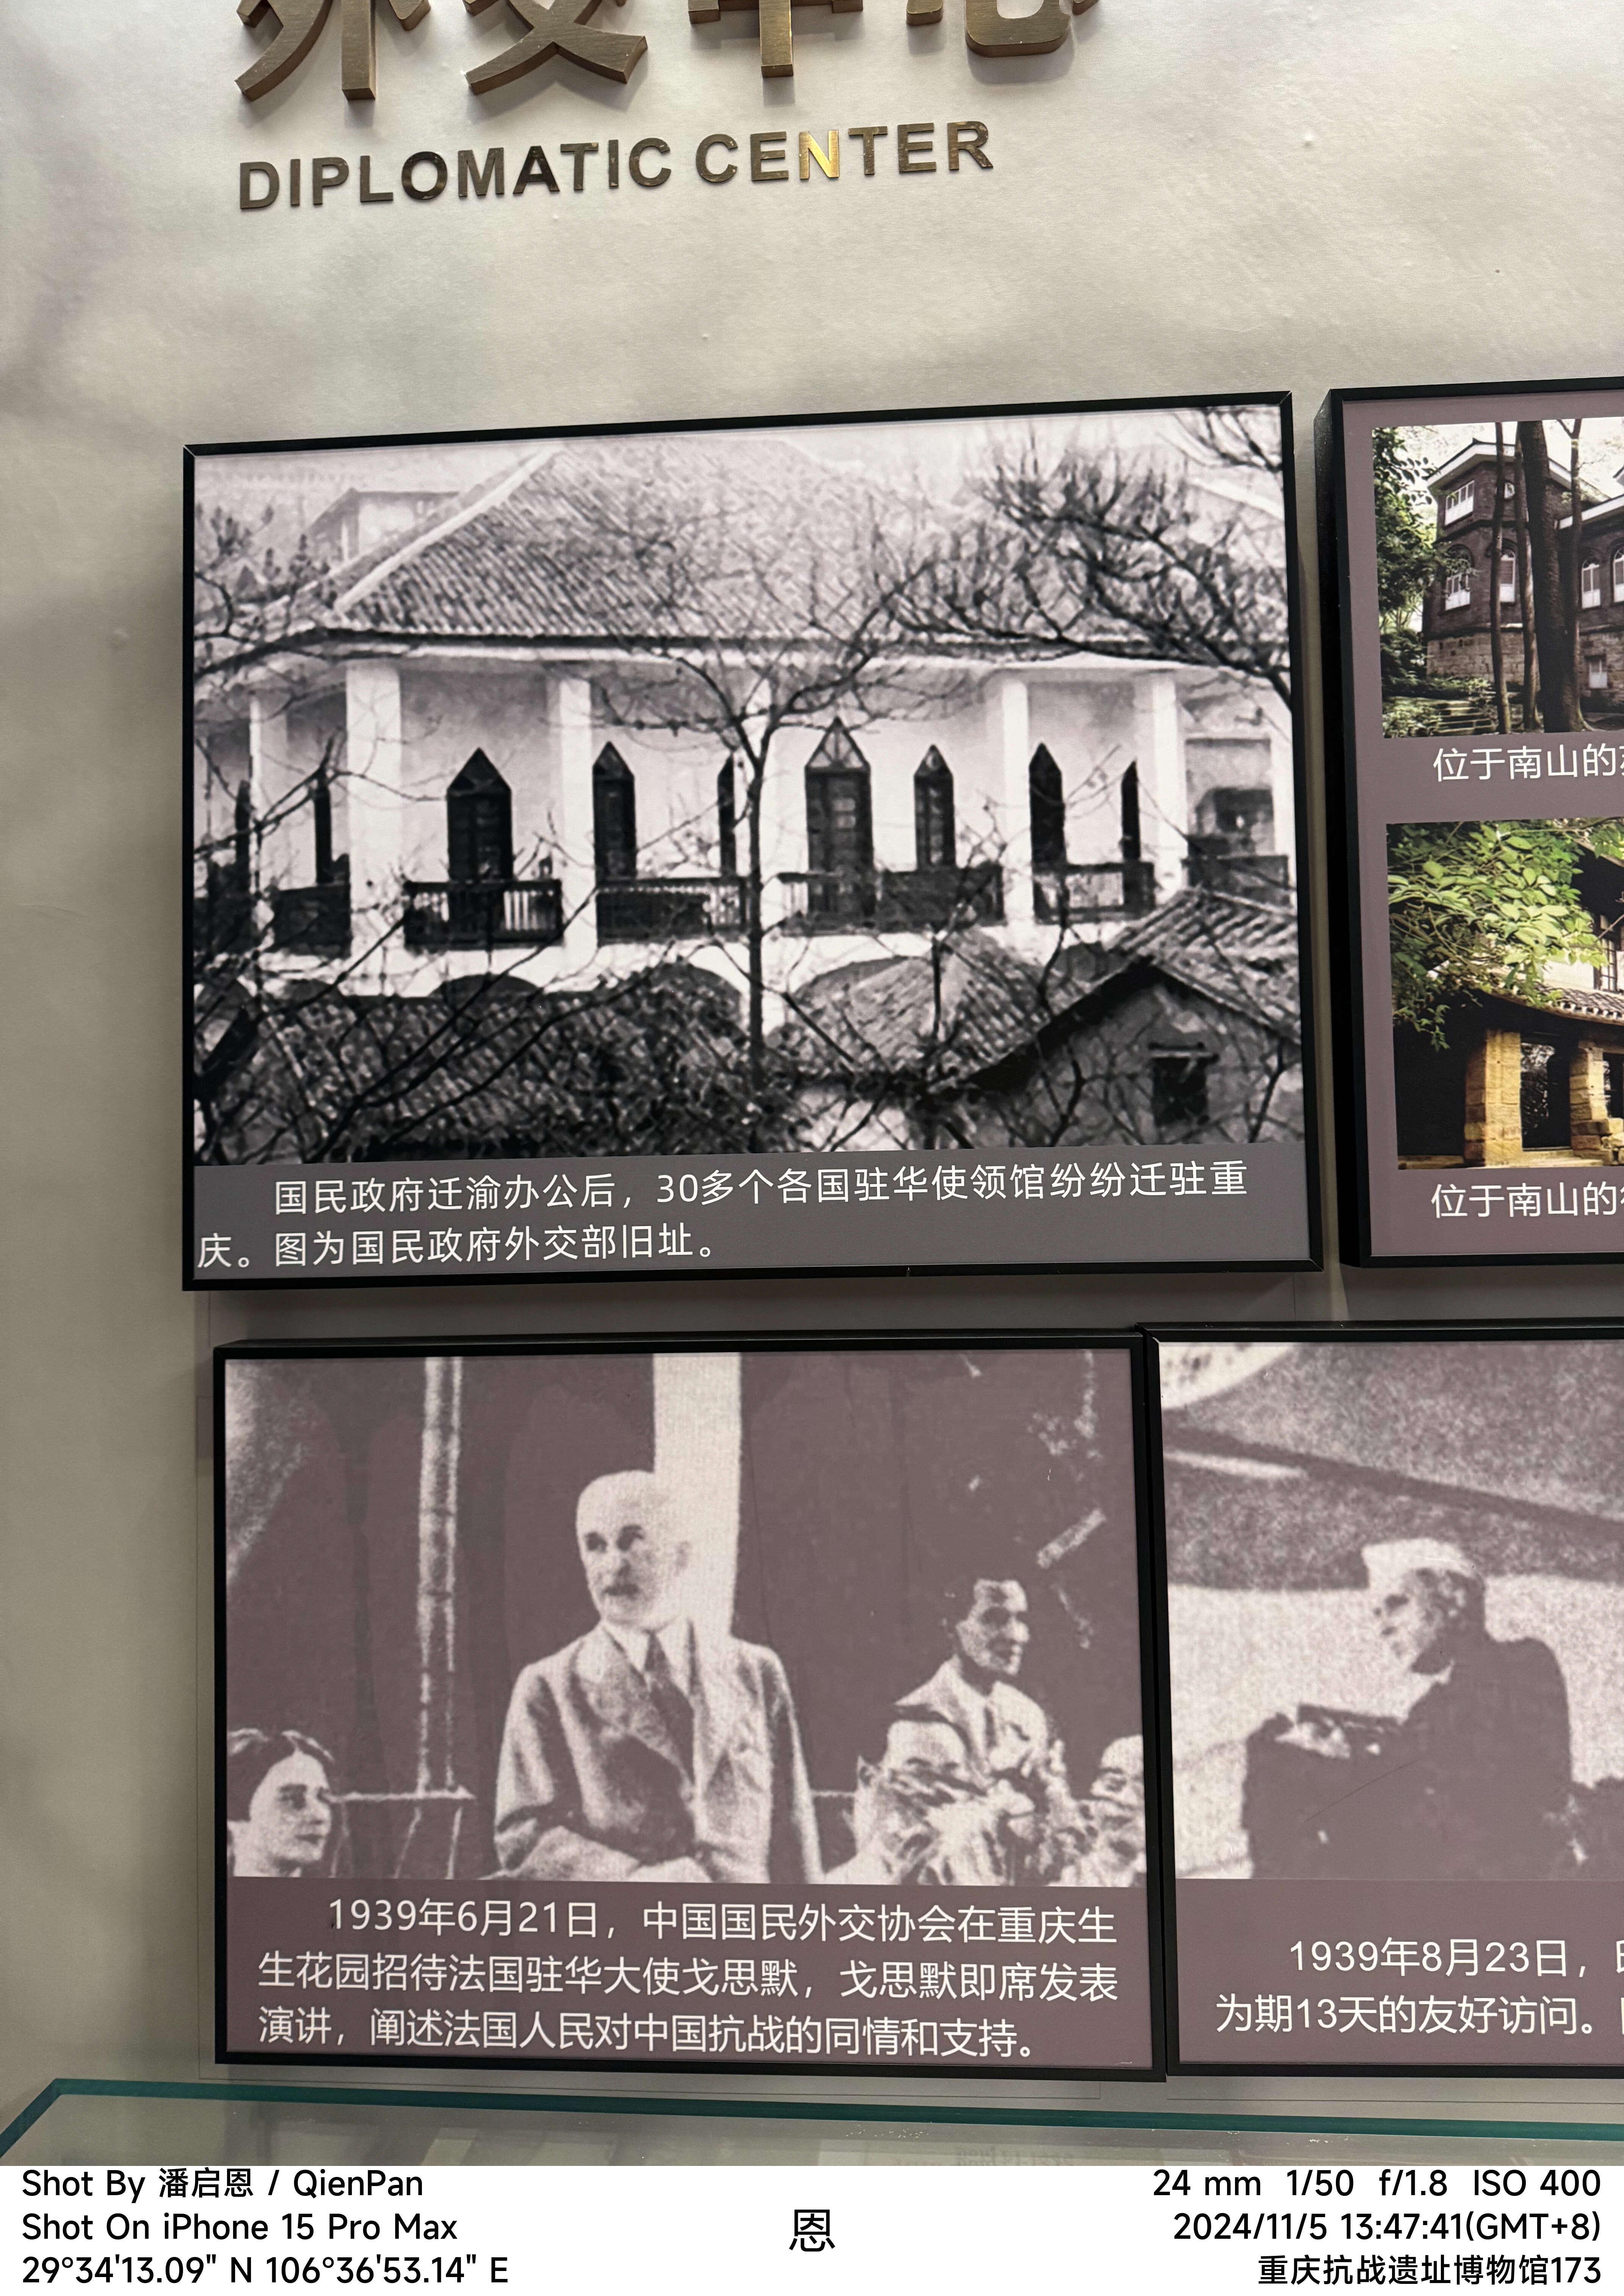 外交中心
DIPLOMATIC CENTER
国民政府迁渝办公后，30多个各国驻华使领馆纷纷迁驻重
庆。图为国民政府外交部旧址。
位于南山的
位于南山的
1939年6月21日，中国国民外交协会在重庆生
生花园招待法国驻华大使戈思默，戈思默即席发表
演讲，阐述法国人民对中国抗战的同情和支持。
1939年8月23日，
为期13天的友好访问。
Shot By 潘启恩 / QienPan
Shot On iPhone 15 Pro Max
29°34'13.09" N 106°36'53.14" E
恩
24 mm 1/50 f/1.8 ISO 400
2024/11/5 13:47:41(GMT+8)
重庆抗战遗址博物馆173